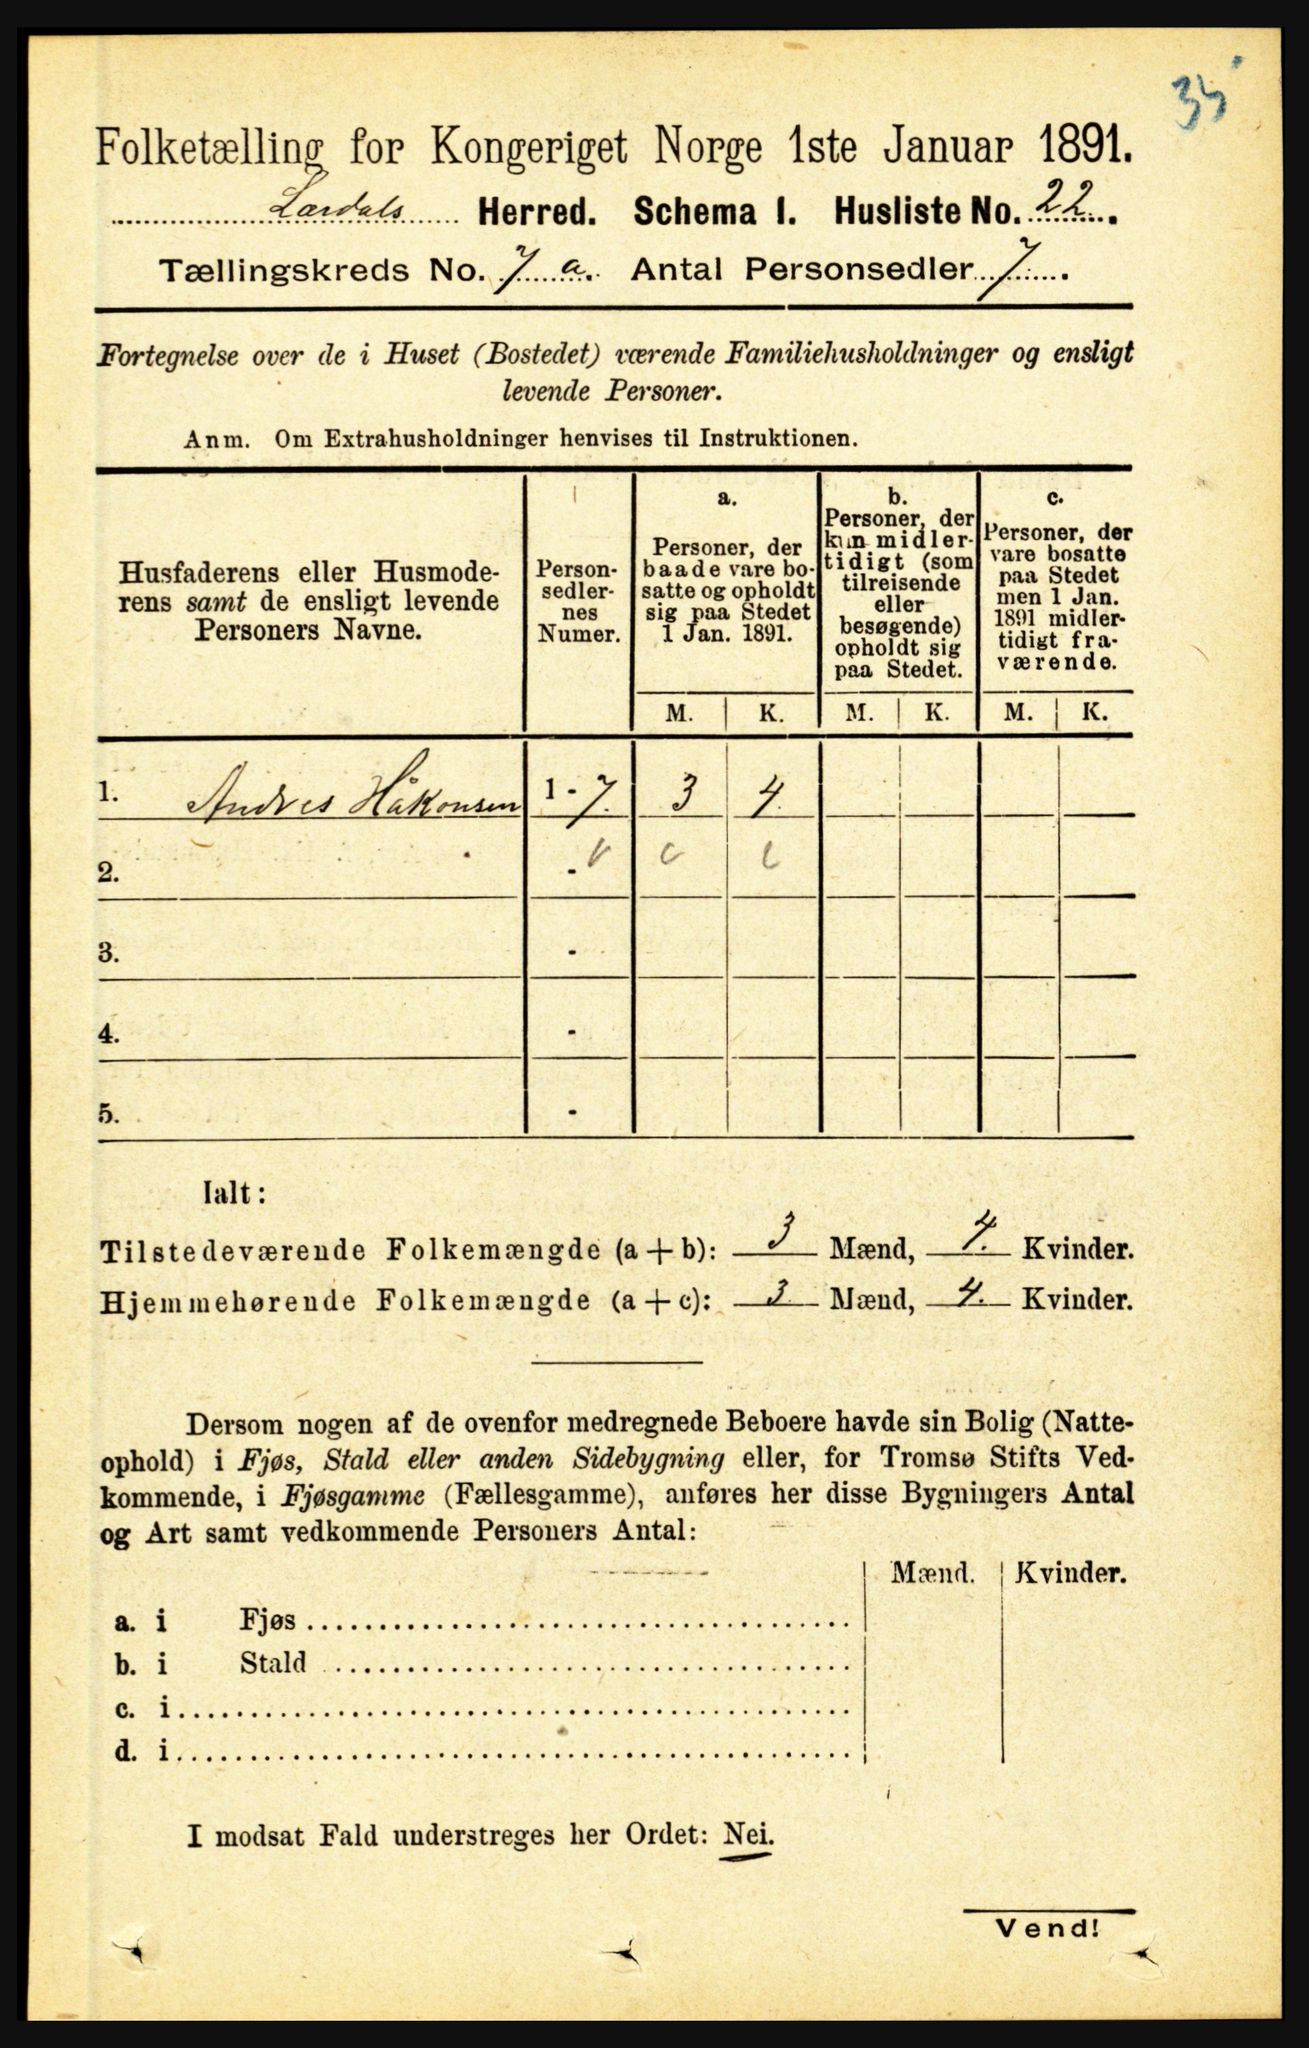 35
Folketælling for Kongeriget Norge 1ste Januar 1891.
Lærdals Herred. Schema I. Husliste No. 22.
Tællingskreds No. 7 a. Antal Personsedler 7.
Fortegnelse over de i Huset (Bostedet) værende Familiehusholdninger og ensligt
levende Personer.
Anm. Om Extrahusholdninger henvises til Instruktionen.
Husfaderens eller Husmode-
rens samt de ensligt levende
Personers Navne.
Person-
sedler-
nes
Numer.
a.
Personer, der
baade vare bo-
satte og opholdt
sig paa Stedet
1 Jan. 1891.
b.
Personer, der
kun midler-
tidigt (som
tilreisende
eller
besøgende)
opholdt sig
paa Stedet.
c.
Personer, der
vare bosatte
paa Stedet
men 1 Jan.
1891 midler-
tidigt fra-
værende.
M. K. M. K. M. K.
1. Andres Håkonsen 1 - 7. 3 4.
2. -
3. -
4. -
5. -
Ialt:
Tilstedeværende Folkemængde (a + b): 3 Mænd, 4. Kvinder.
Hjemmehørende Folkemængde (a + c): 3. Mænd, 4. Kvinder.
Dersom nogen af de ovenfor medregnede Beboere havde sin Bolig (Natte-
ophold) i Fjøs, Stald eller anden Sidebygning eller, for Tromsø Stifts Ved-
kommende, i Fjøsgamme (Fællesgamme), anføres her disse Bygningers Antal
og Art samt vedkommende Personers Antal:
Mænd. Kvinder.
a. i Fjøs
b. i Stald
c. i
d. i
I modsat Fald understreges her Ordet: Nei.
Vend!